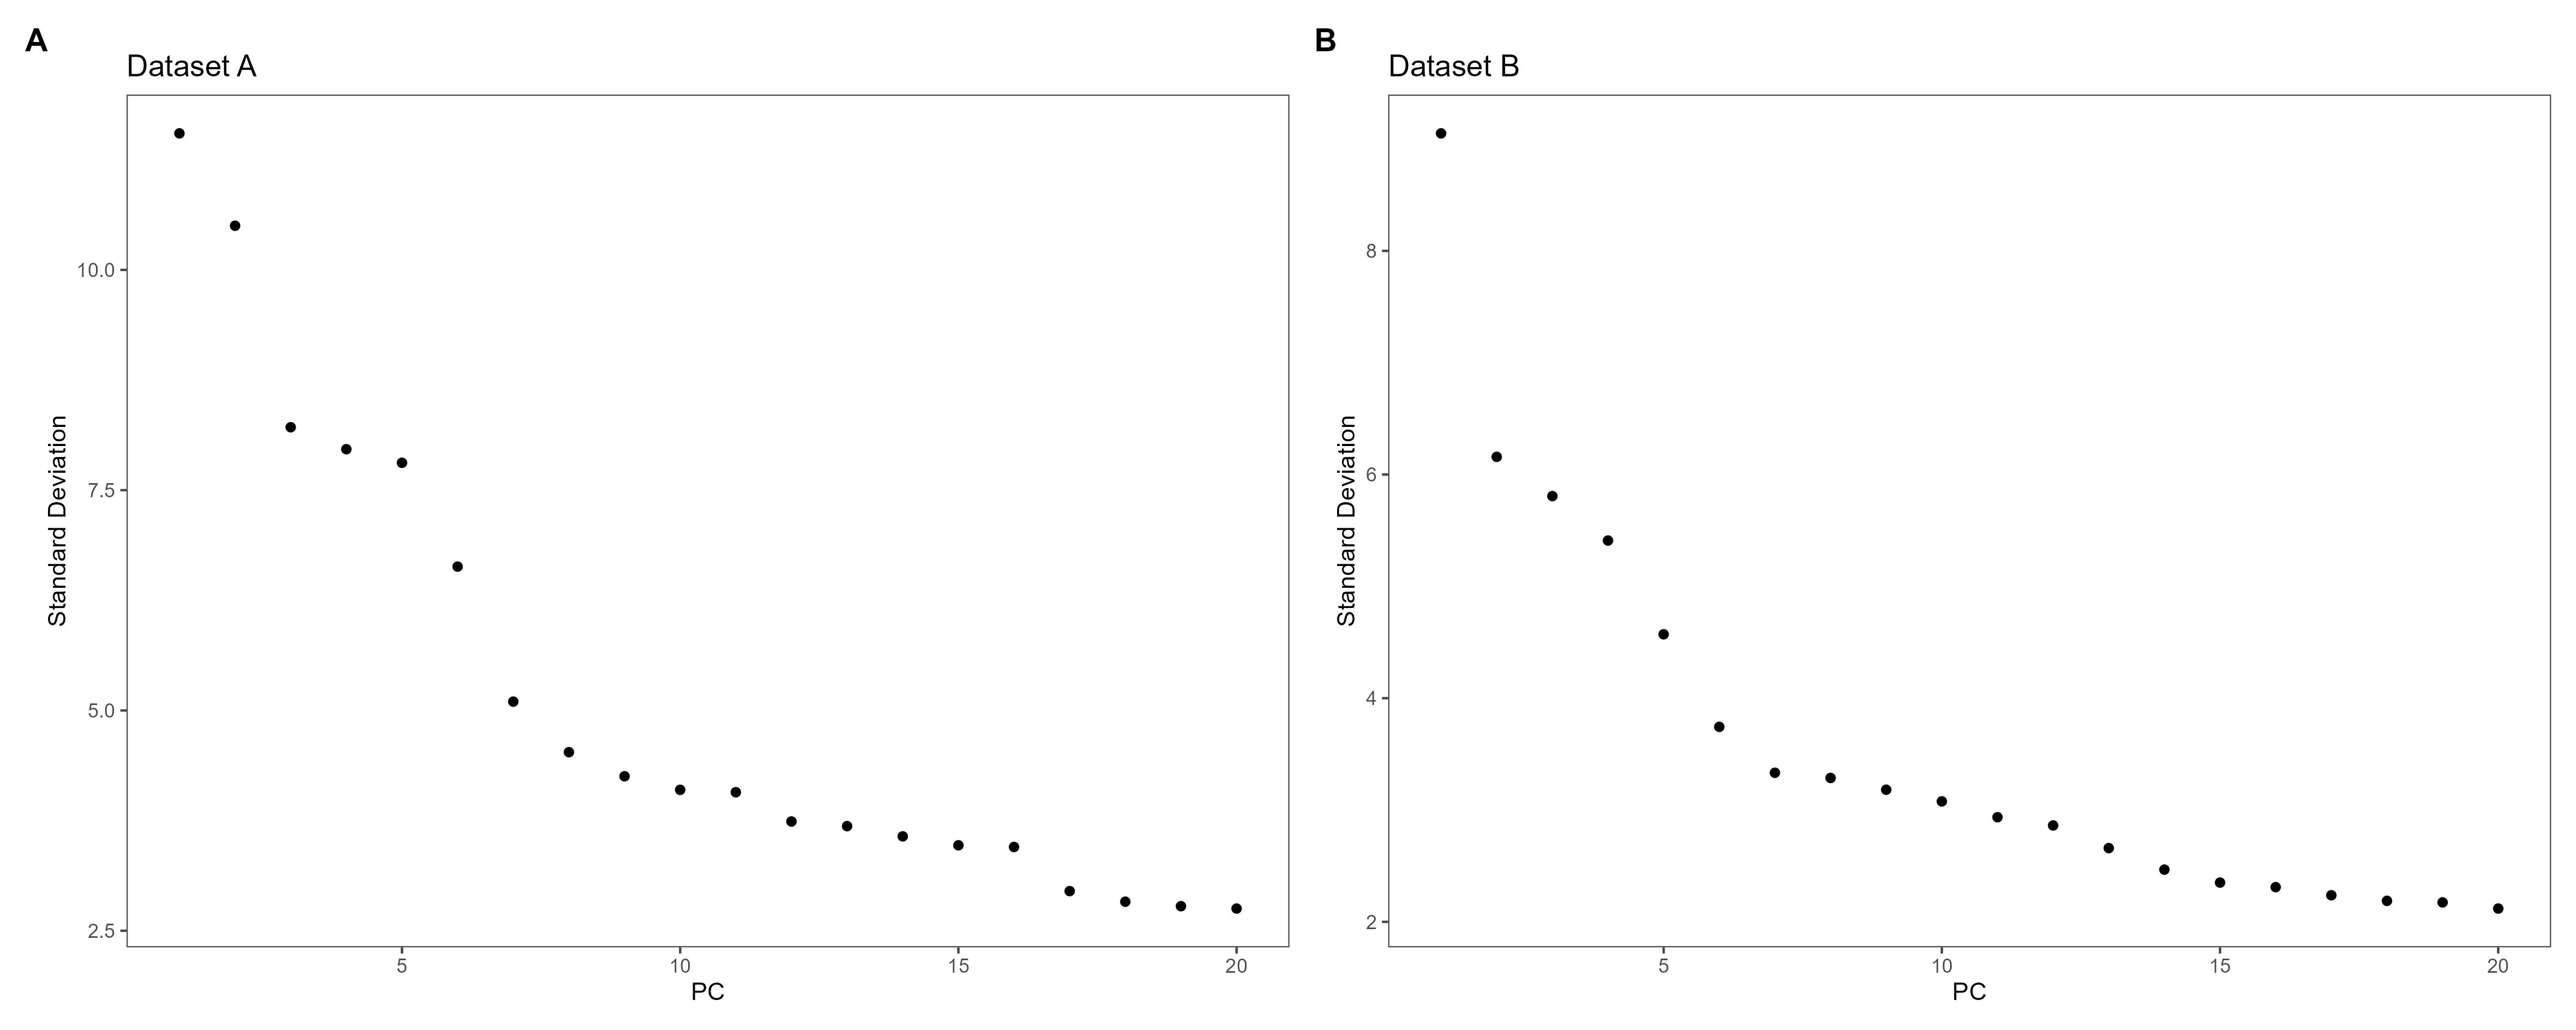 A
Dataset A
Standard Deviation
10.0
7.5
5.0
2.5
5 10 15 20
PC
B
Dataset B
Standard Deviation
8
6
4
2
5 10 15 20
PC